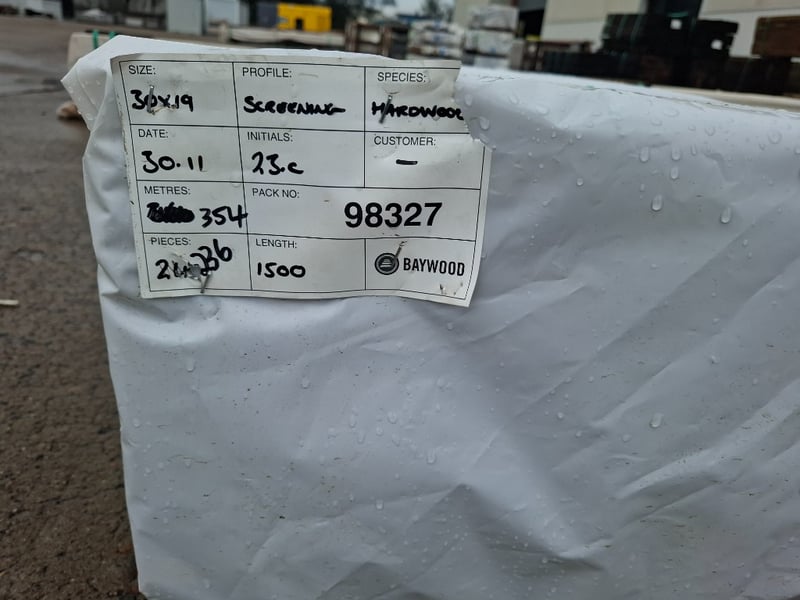 SIZE: PROFILE: SPECIES:
30x19 SCREENING HARDWOOD
DATE: INITIALS: CUSTOMER:
30.11 23.c -
METRES: PACK NO:
354 98327
PIECES: LENGTH:
236 1500 BAYWOOD